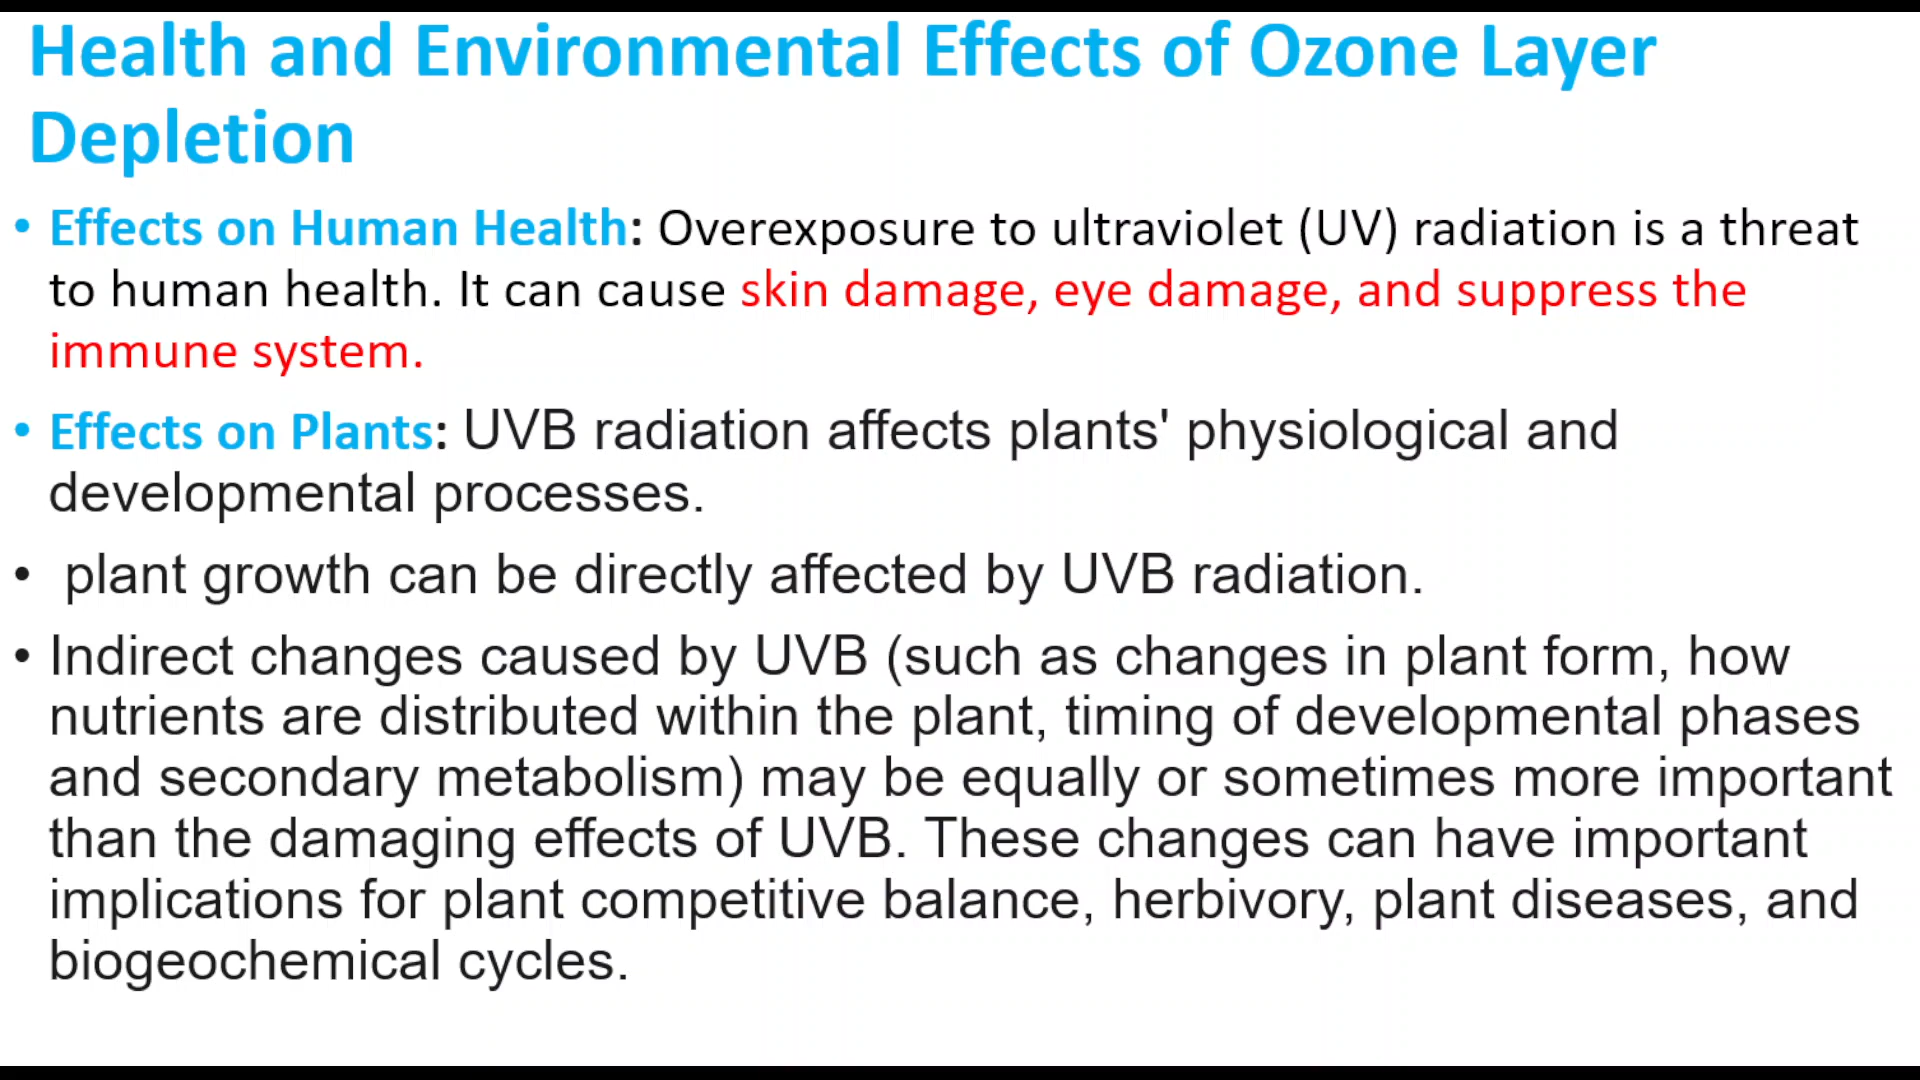 Health and Environmental Effects of Ozone Layer
Depletion
• Effects on Human Health: Overexposure to ultraviolet (UV) radiation is a threat
to human health. It can cause skin damage, eye damage, and suppress the
immune system.
• Effects on Plants: UVB radiation affects plants' physiological and
developmental processes.
• plant growth can be directly affected by UVB radiation.
• Indirect changes caused by UVB (such as changes in plant form, how
nutrients are distributed within the plant, timing of developmental phases
and secondary metabolism) may be equally or sometimes more important
than the damaging effects of UVB. These changes can have important
implications for plant competitive balance, herbivory, plant diseases, and
biogeochemical cycles.